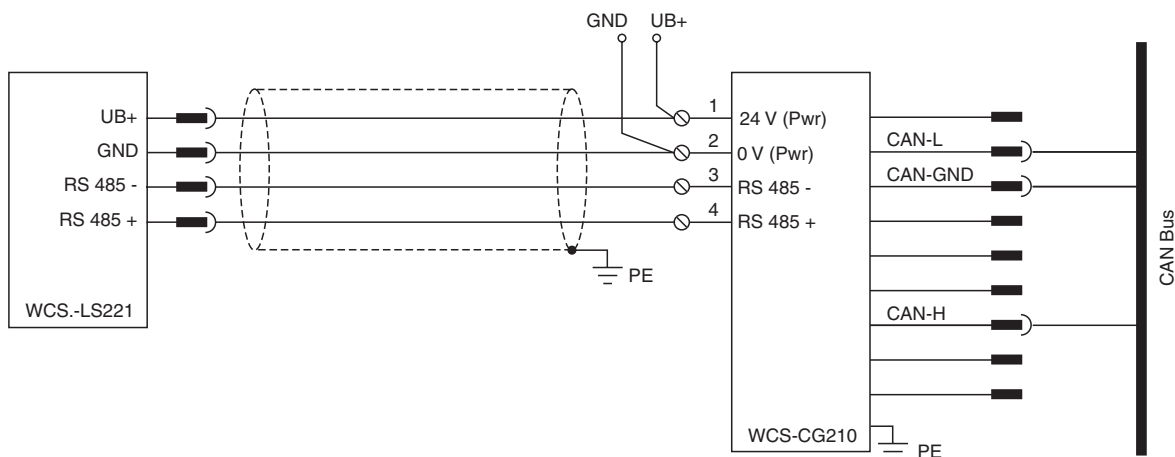 GND UB+
UB+
GND
RS 485 -
RS 485 +
WCS.-LS221
PE
1
2
3
4
24 V (Pwr)
0 V (Pwr)
RS 485 -
RS 485 +
WCS-CG210
PE
CAN-L
CAN-GND
CAN-H
CAN Bus